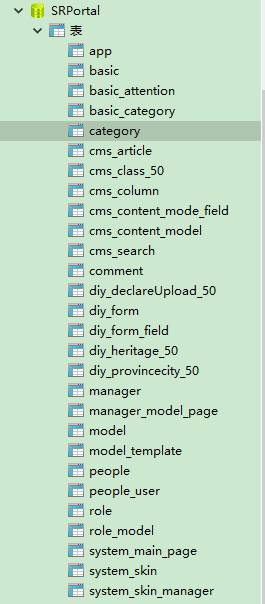 SRPortal
表
app
basic
basic_attention
basic_category
category
cms_article
cms_class_50
cms_column
cms_content_mode_field
cms_content_model
cms_search
comment
diy_declareUpload_50
diy_form
diy_form_field
diy_heritage_50
diy_provincecity_50
manager
manager_model_page
model
model_template
people
people_user
role
role_model
system_main_page
system_skin
system_skin_manager